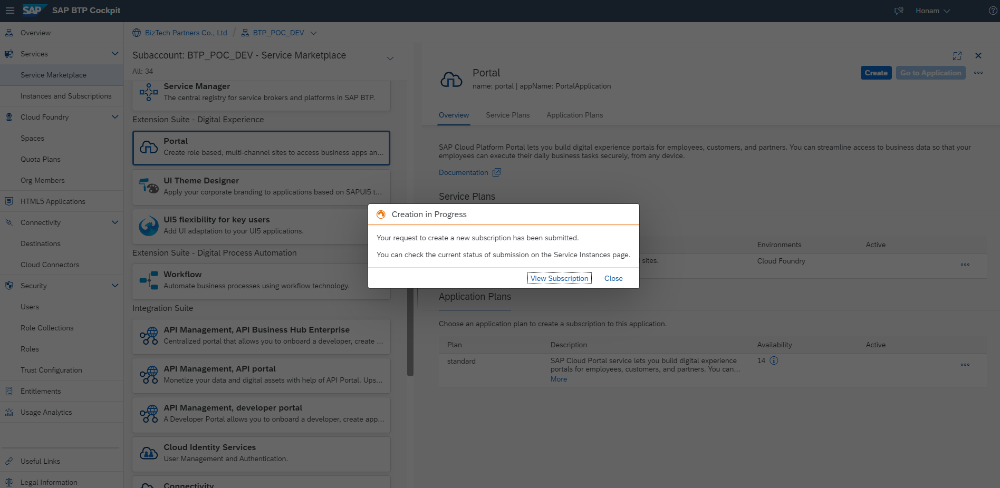 SAP SAP BTP Cockpit
Honam
Overview
Services
Service Marketplace
Instances and Subscriptions
Cloud Foundry
Spaces
Quota Plans
Org Members
HTML5 Applications
Connectivity
Destinations
Cloud Connectors
Security
Users
Role Collections
Roles
Trust Configuration
Entitlements
Usage Analytics
Useful Links
Legal Information
BizTech Partners Co., Ltd / BTP_POC_DEV
Subaccount: BTP_POC_DEV - Service Marketplace
All: 34
Service Manager
The central registry for service brokers and platforms in SAP BTP.
Extension Suite - Digital Experience
Portal
Create role based, multi-channel sites to access business apps an...
UI Theme Designer
Apply your corporate branding to applications based on SAPUI5 t...
UI5 flexibility for key users
Add UI adaptation to your UI5 applications.
Extension Suite - Digital Process Automation
Workflow
Automate business processes using workflow technology.
Integration Suite
API Management, API Business Hub Enterprise
Centralized portal that allows you to onboard a developer, create ...
API Management, API portal
Monetize your data and digital assets with help of API Portal. Ups...
API Management, developer portal
A Developer Portal allows you to onboard a developer, create app...
Cloud Identity Services
User Management and Authentication.
Connectivity
Portal
name: portal | appName: PortalApplication
Create Go to Application
Overview Service Plans Application Plans
SAP Cloud Platform Portal lets you build digital experience portals for employees, customers, and partners. You can streamline access to business data so that your
employees can execute their daily business tasks securely, from any device.
Documentation
Service Plans
Environments Active
sites. Cloud Foundry
Creation in Progress
Your request to create a new subscription has been submitted.
You can check the current status of submission on the Service Instances page.
View Subscription Close
Application Plans
Choose an application plan to create a subscription to this application.
Plan Description Availability Active
standard SAP Cloud Portal service lets you build digital experience 14
portals for employees, customers, and partners. You can...
More